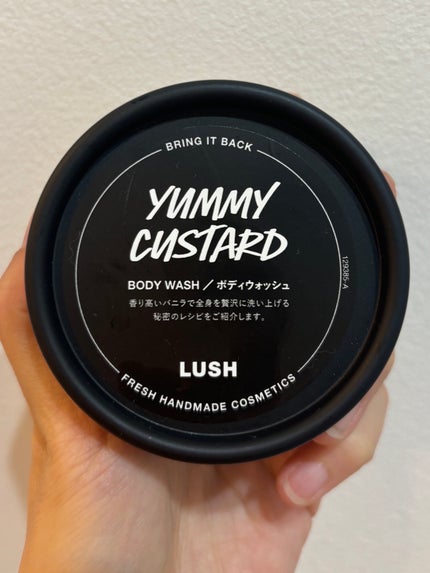 BRING IT BACK
YUMMY
CUSTARD
BODY WASH／ボディウォッシュ
香り高いバニラで全身を贅沢に洗い上げる
秘密のレシピをご紹介します。
129385-A
LUSH
FRESH HANDMADE COSMETICS